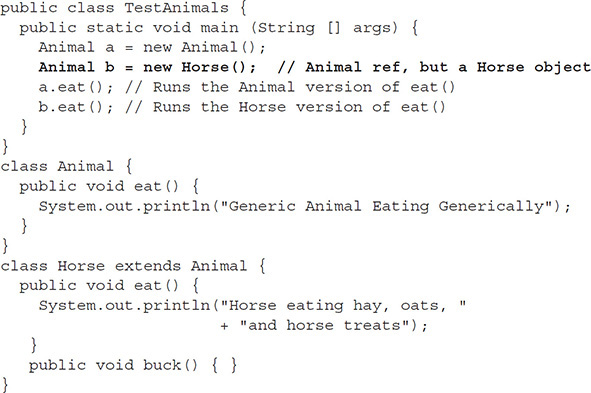 public class TestAnimals {
  public static void main (String [] args) {
    Animal a = new Animal();
    Animal b = new Horse();  // Animal ref, but a Horse object
    a.eat(); // Runs the Animal version of eat()
    b.eat(); // Runs the Horse version of eat()
  }
}
class Animal {
  public void eat() {
    System.out.println("Generic Animal Eating Generically");
  }
}
class Horse extends Animal {
  public void eat() {
    System.out.println("Horse eating hay, oats, "
                       + "and horse treats");
   }
   public void buck() { }
}